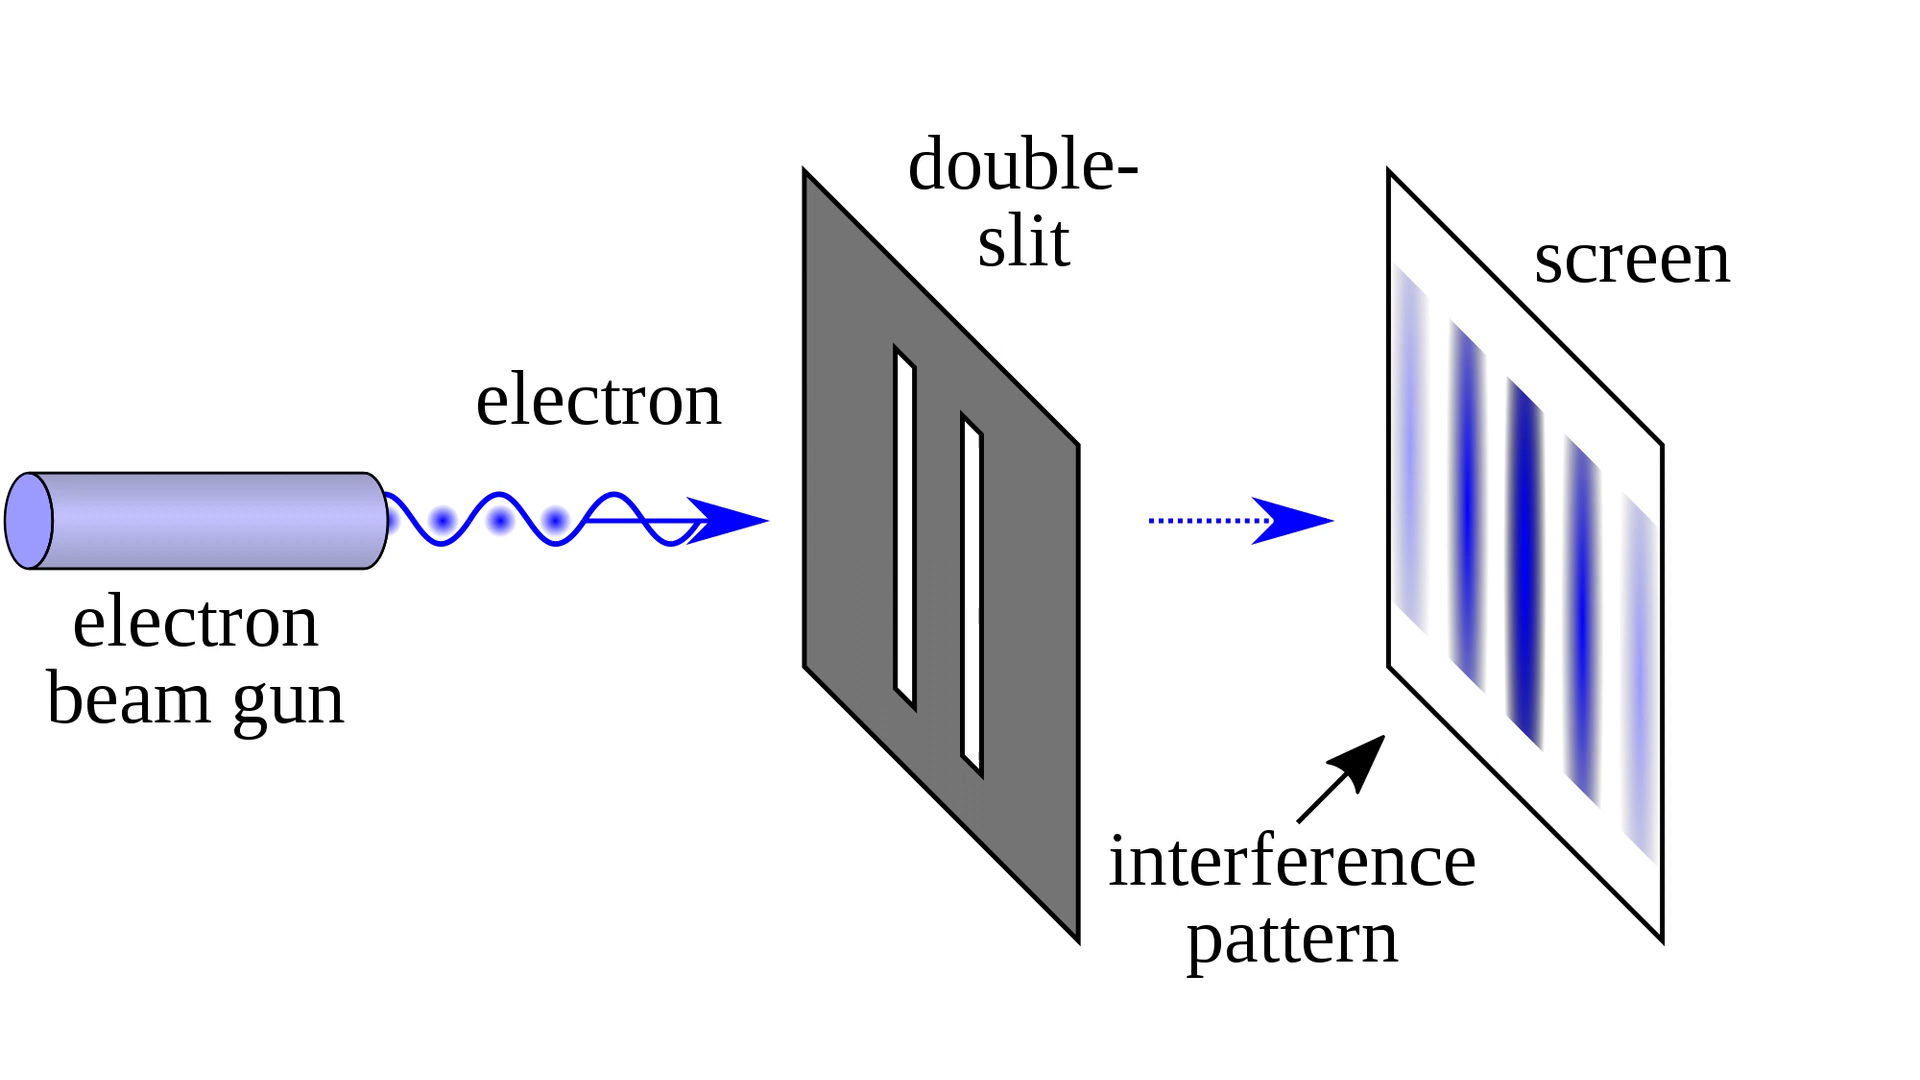 double-
slit
screen
electron
electron
beam gun
interference
pattern